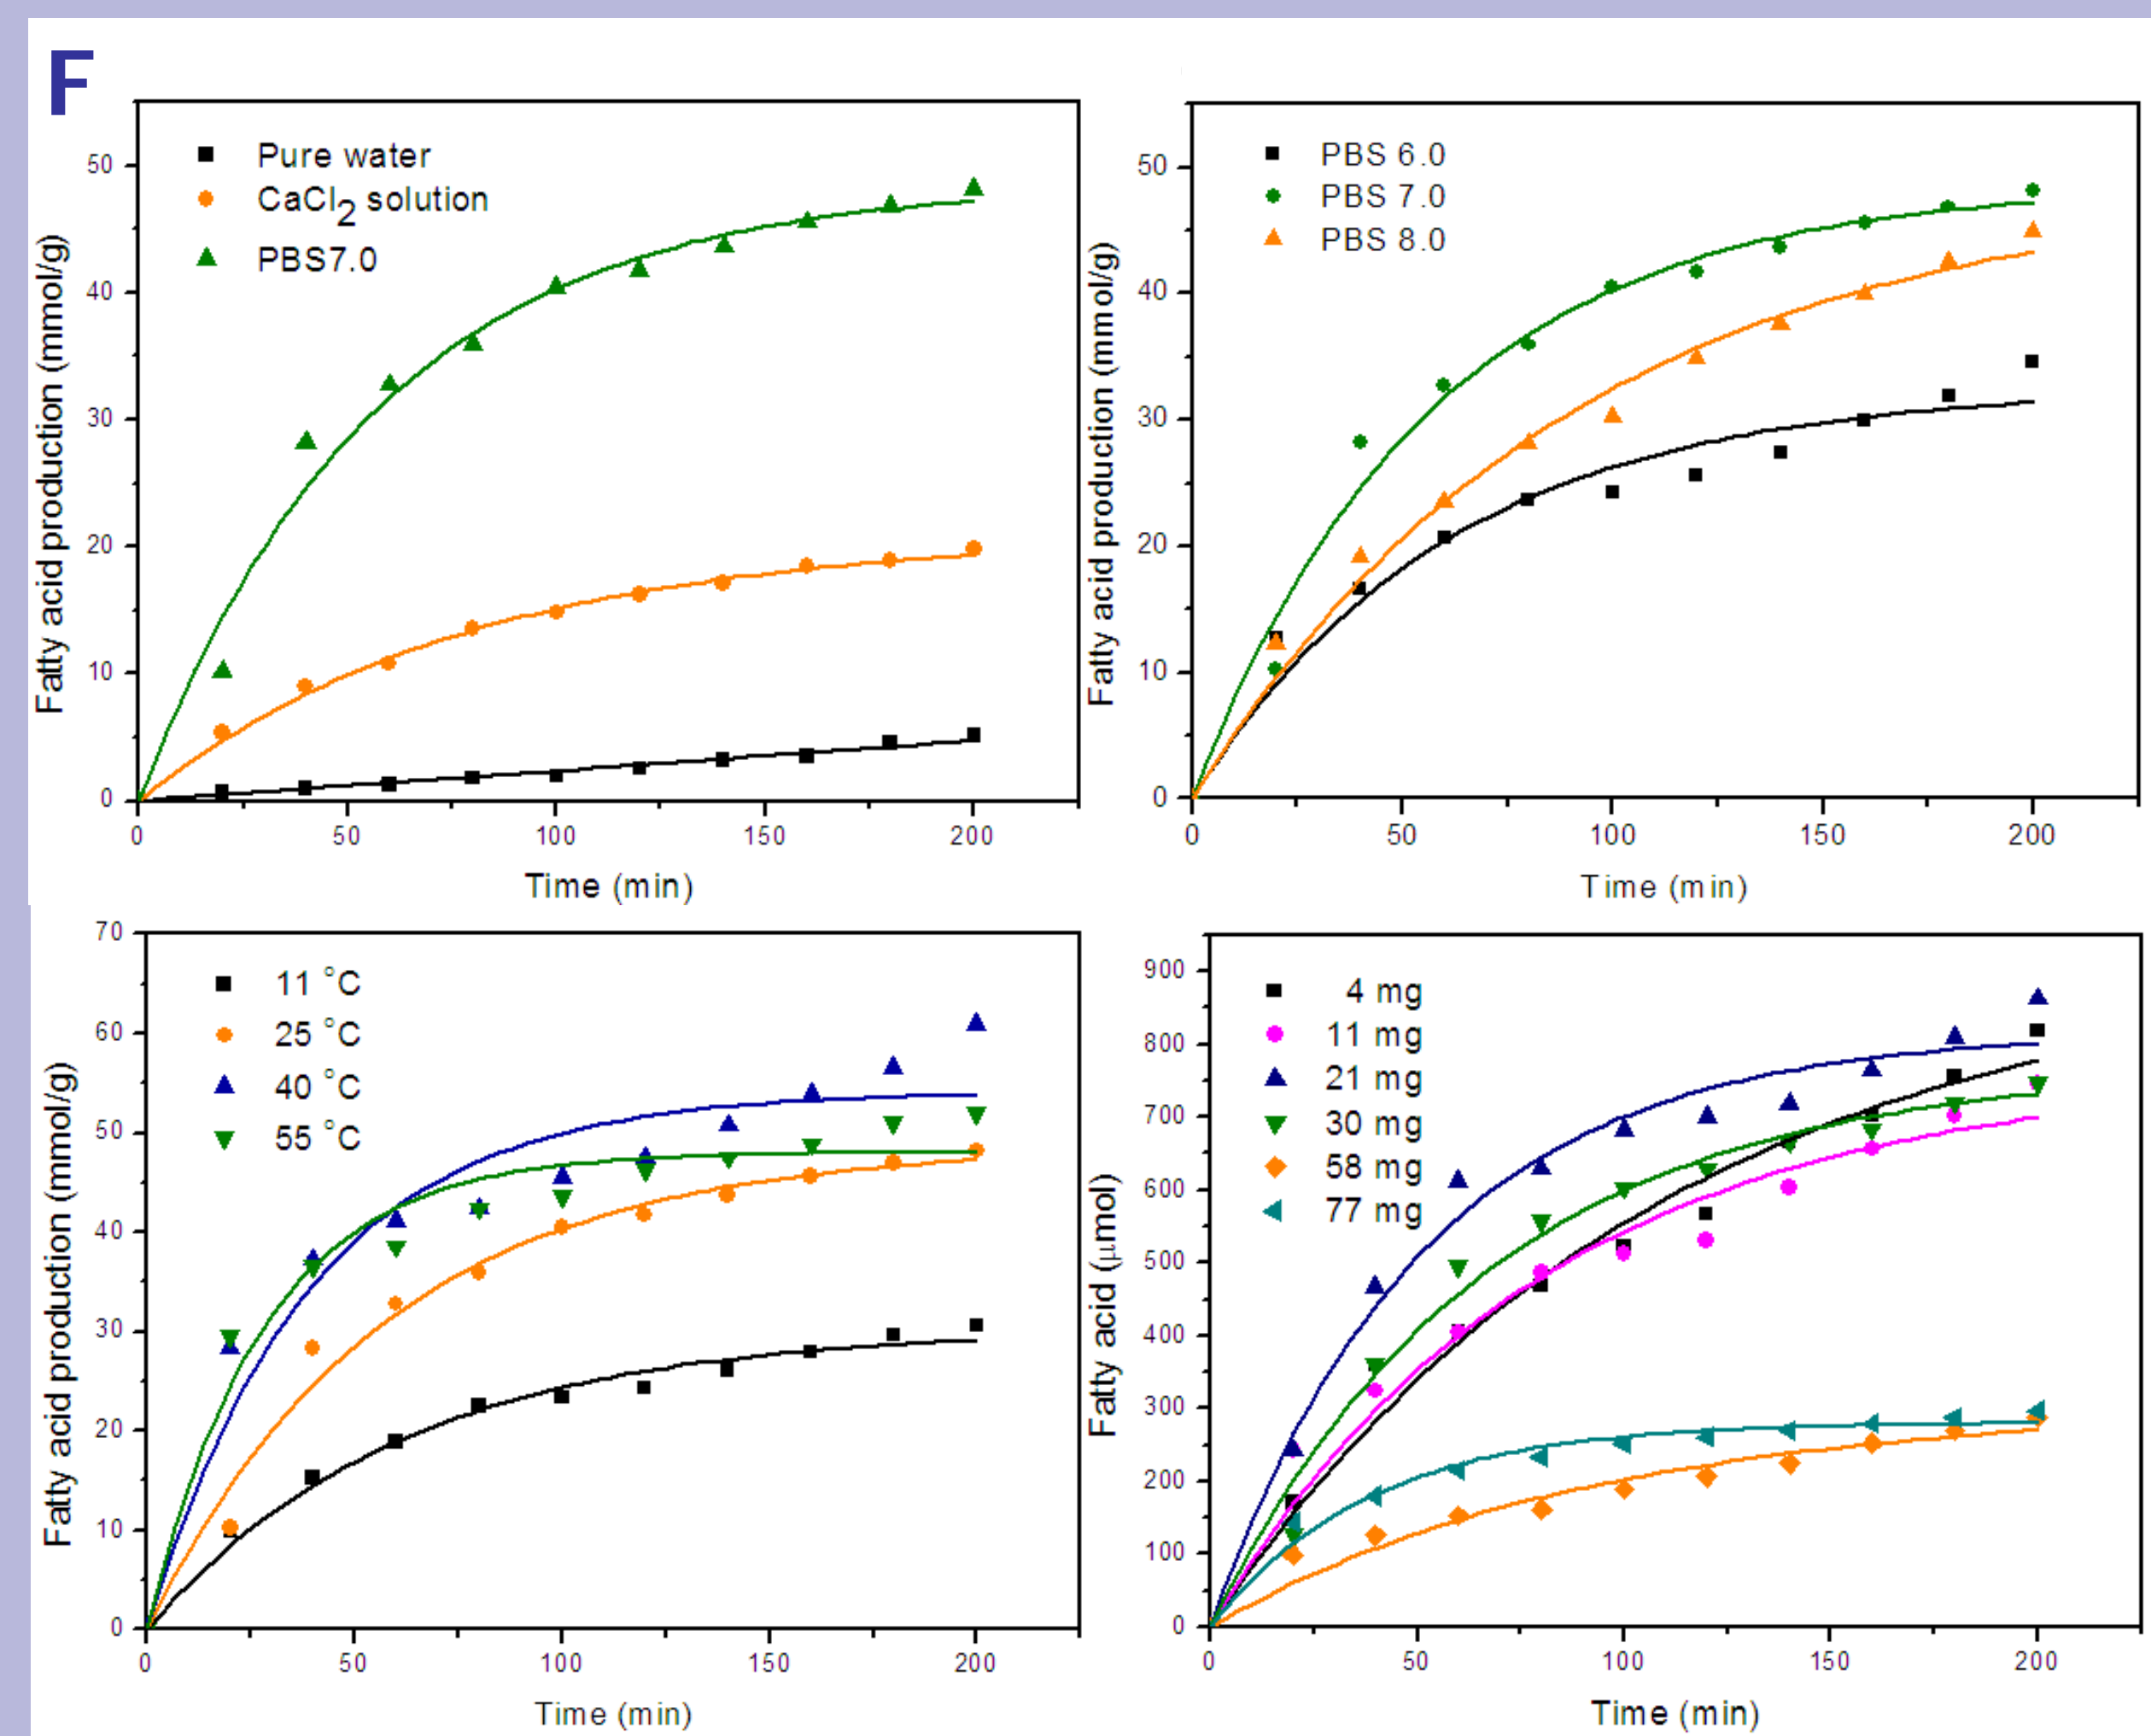 F
Pure water
CaCl2 solution
PBS7.0
50
40
30
20
10
0
0 50 100 150 200
Fatty acid production (mmol/g)
Time (min)
PBS 6.0
PBS 7.0
PBS 8.0
50
40
30
20
10
0
0 50 100 150 200
Fatty acid production (mmol/g)
Time (min)
11 °C
25 °C
40 °C
55 °C
70
60
50
40
30
20
10
0
0 50 100 150 200
Fatty acid production (mmol/g)
Time (min)
4 mg
11 mg
21 mg
30 mg
58 mg
77 mg
900
800
700
600
500
400
300
200
100
0
0 50 100 150 200
Fatty acid (μmol)
Time (min)